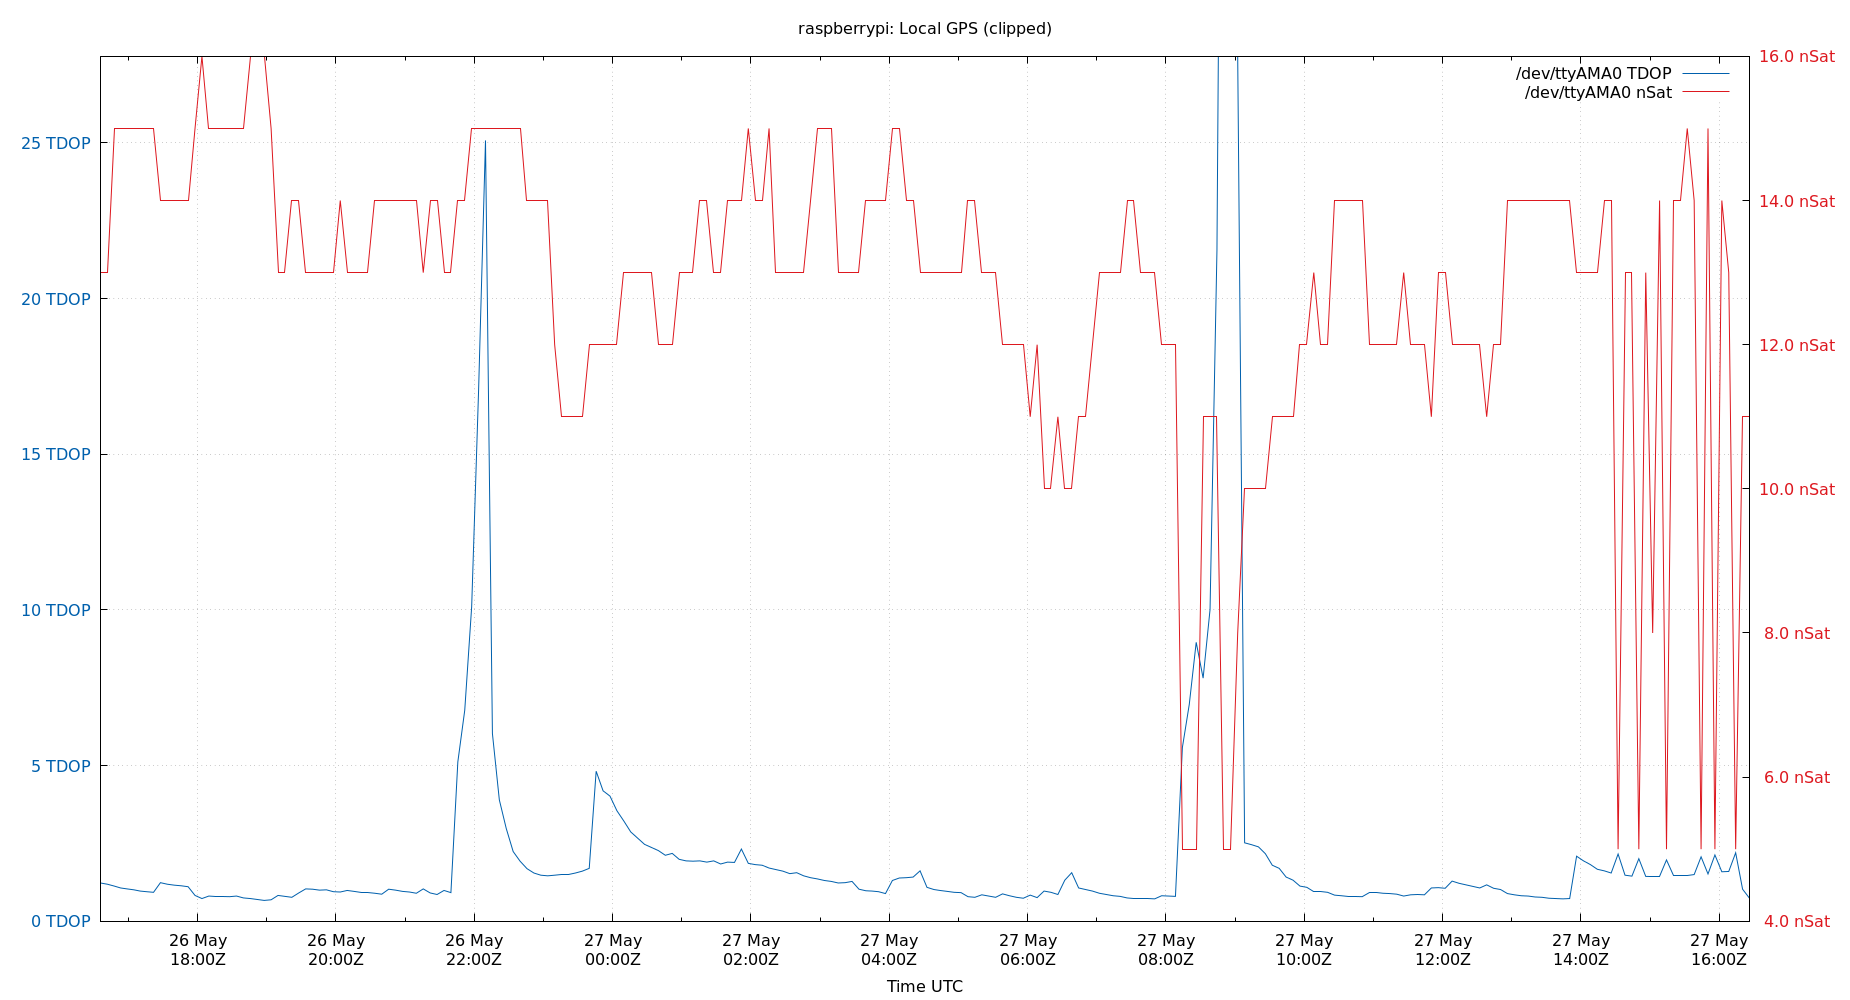 raspberrypi: Local GPS (clipped)
16.0 nSat
/dev/ttyAMA0 TDOP
/dev/ttyAMA0 nSat
25 TDOP
14.0 nSat
20 TDOP
12.0 nSat
15 TDOP
10.0 nSat
10 TDOP
8.0 nSat
5 TDOP
6.0 nSat
0 TDOP
4.0 nSat
26 May 26 May 26 May 27 May 27 May 27 May 27 May 27 May 27 May 27 May 27 May 27 May
18:00Z 20:00Z 22:00Z 00:00Z 02:00Z 04:00Z 06:00Z 08:00Z 10:00Z 12:00Z 14:00Z 16:00Z
Time UTC